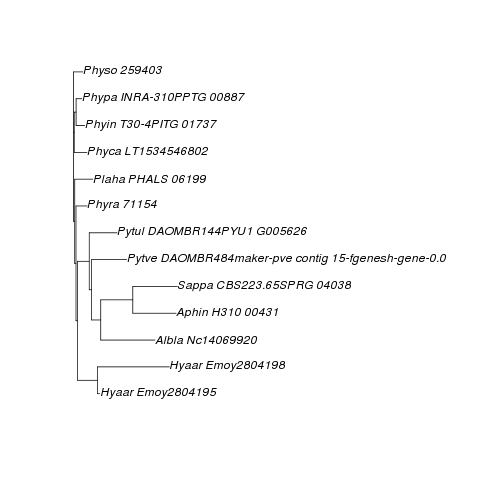 Physo 259403
Phypa INRA-310PPTG 00887
Phyin T30-4PITG 01737
Phyca LT1534546802
Plaha PHALS 06199
Phyra 71154
Pytul DAOMBR144PYU1 G005626
Pytve DAOMBR484maker-pve contig 15-fgenesh-gene-0.0
Sappa CBS223.65SPRG 04038
Aphin H310 00431
Albla Nc14069920
Hyaar Emoy2804198
Hyaar Emoy2804195